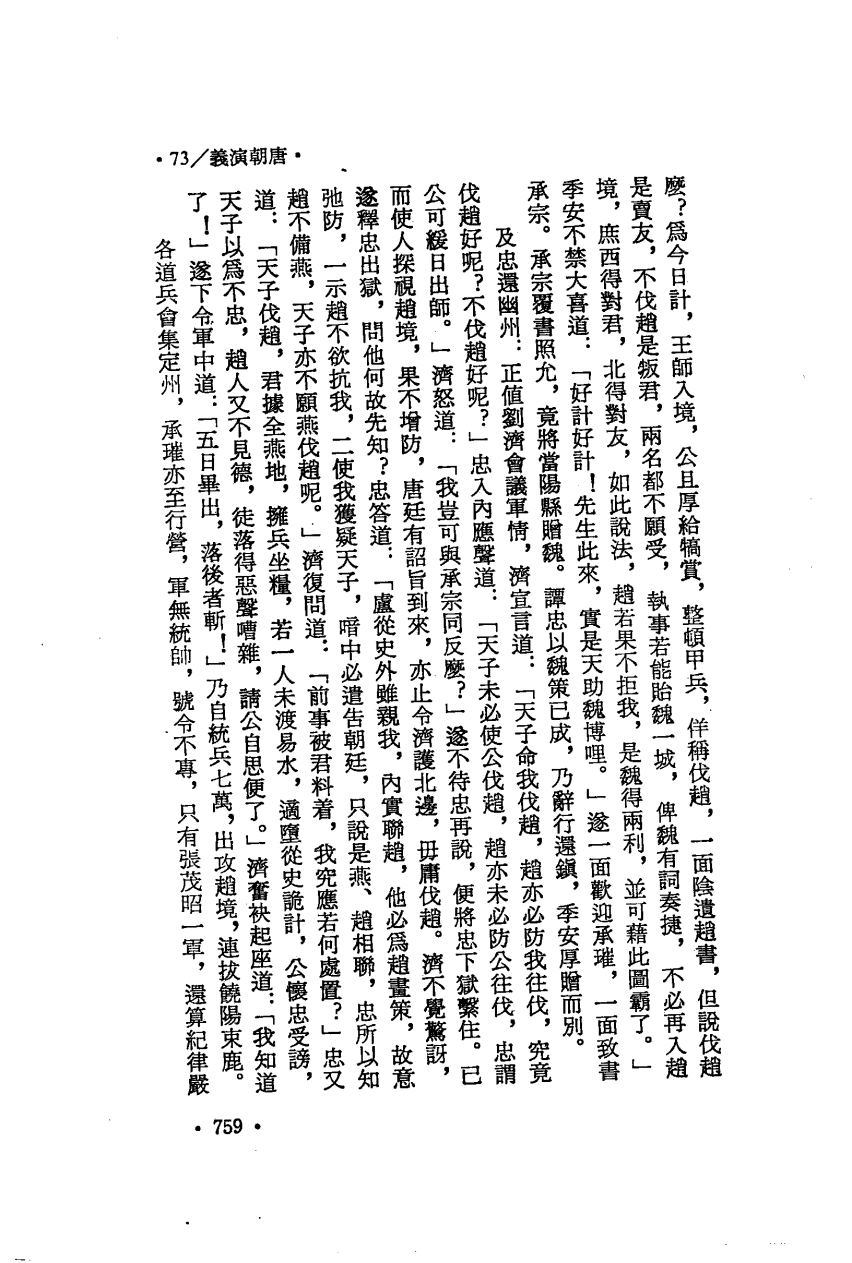 •73／義演朝唐•
麼？爲今日計，王師入境，公且厚給犒賞，整頓甲兵，佯稱伐趙，一面陰遺趙書，但說伐趙
是賣友，不伐趙是叛君，兩名都不願受，執事若能貽魏一城，俾魏有詞奏捷，不必再入趙
境，庶西得對君，北得對友，如此說法，趙若果不拒我，是魏得兩利，並可藉此圖霸了。」
季安不禁大喜道：「好計好計！先生此來，實是天助魏博哩。」遂一面歡迎承璀，一面致書
承宗。承宗覆書照允，竟將當陽縣贈魏。譚忠以魏策已成，乃辭行還鎮，季安厚贈而別。
及忠還幽州：正值劉濟會議軍情，濟宣言道：「天子命我伐趙，趙亦必防我往伐，究竟
伐趙好呢？不伐趙好呢？」忠入內應聲道：「天子未必使公伐趙，趙亦未必防公往伐，忠謂
公可緩日出師。」濟怒道：「我豈可與承宗同反麼？」遂不待忠再說，便將忠下獄繫住。已
而使人探視趙境，果不增防，唐廷有詔旨到來，亦止令濟護北邊，毋庸伐趙。濟不覺驚訝，
遂釋忠出獄，問他何故先知？忠答道：「盧從史外雖親我，內實聯趙，他必爲趙畫策，故意
弛防，一示趙不欲抗我，二使我獲疑天子，暗中必遣告朝廷，只說是燕、趙相聯，忠所以知
趙不備燕，天子亦不願燕伐趙呢。」濟復問道：「前事被君料着，我究應若何處置？」忠又
道：「天子伐趙，君據全燕地，擁兵坐糧，若一人未渡易水，適墮從史詭計，公懷忠受謗，
天子以爲不忠，趙人又不見德，徒落得惡聲嘈雜，請公自思便了。」濟奮袂起座道：「我知道
了！」遂下令軍中道：「五日畢出，落後者斬！」乃自統兵七萬，出攻趙境，連拔饒陽束鹿。
各道兵會集定州，承璀亦至行營，軍無統帥，號令不專，只有張茂昭一軍，還算紀律嚴
•759•